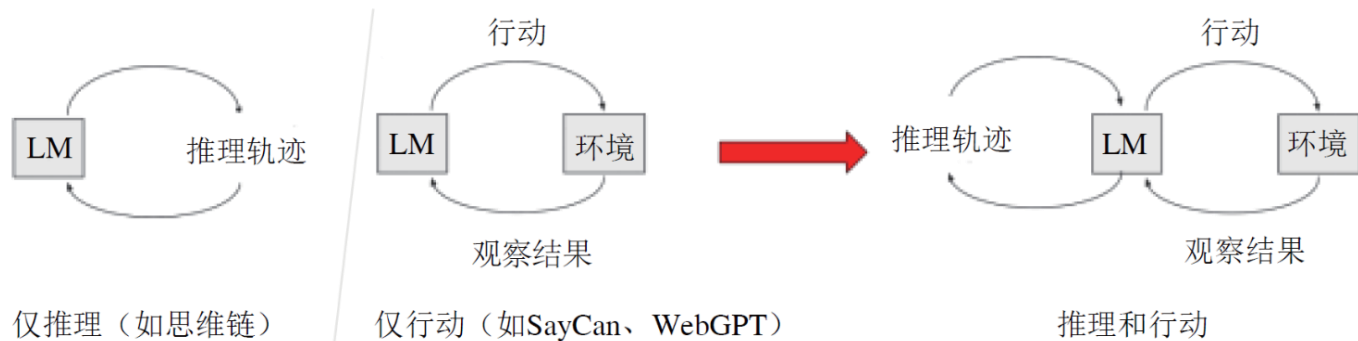 行动
行动
LM
推理轨迹
LM
环境
推理轨迹
LM
环境
观察结果
观察结果
仅推理（如思维链）
仅行动（如SayCan、WebGPT）
推理和行动